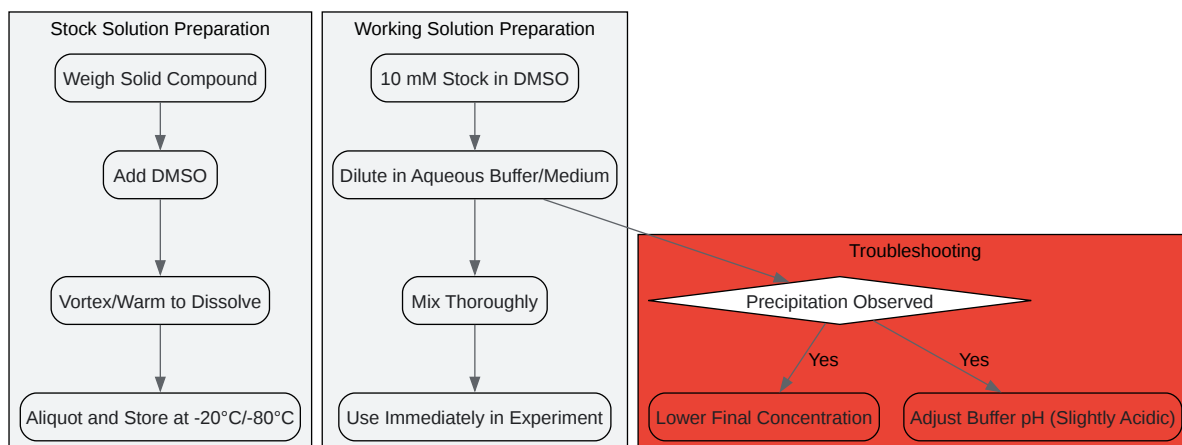 Stock Solution Preparation
Weigh Solid Compound
Add DMSO
Vortex/Warm to Dissolve
Aliquot and Store at -20°C/-80°C
Working Solution Preparation
10 mM Stock in DMSO
Dilute in Aqueous Buffer/Medium
Mix Thoroughly
Use Immediately in Experiment
Troubleshooting
Precipitation Observed
Yes
Yes
Lower Final Concentration
Adjust Buffer pH (Slightly Acidic)